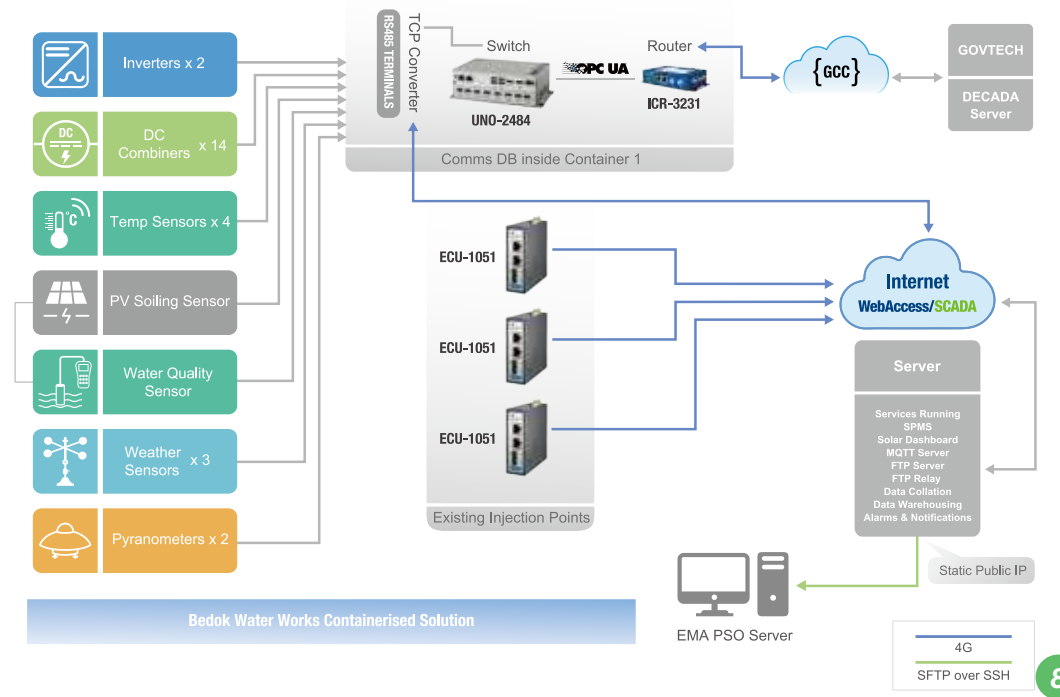 Inverters x 2
DC
DC
Combiners x 14
°C
Temp Sensors x 4
PV Soiling Sensor
Water Quality
Sensor
Weather
Sensors x 3
Pyranometers x 2
RS485 TERMINALS
TCP Converter
Switch
UNO-2484
OPC UA
Router
ICR-3231
Comms DB inside Container 1
{GCC}
GOVTECH
DECADA
Server
ECU-1051
ECU-1051
ECU-1051
Existing Injection Points
Internet
WebAccess/SCADA
Server
Services Running
SPMS
Solar Dashboard
MQTT Server
FTP Server
FTP Relay
Data Collation
Data Warehousing
Alarms & Notifications
Static Public IP
EMA PSO Server
Bedok Water Works Containerised Solution
4G
SFTP over SSH
8